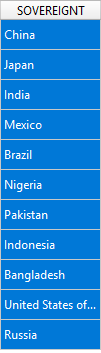 SOVEREIGNT
China
Japan
India
Mexico
Brazil
Nigeria
Pakistan
Indonesia
Bangladesh
United States of...
Russia